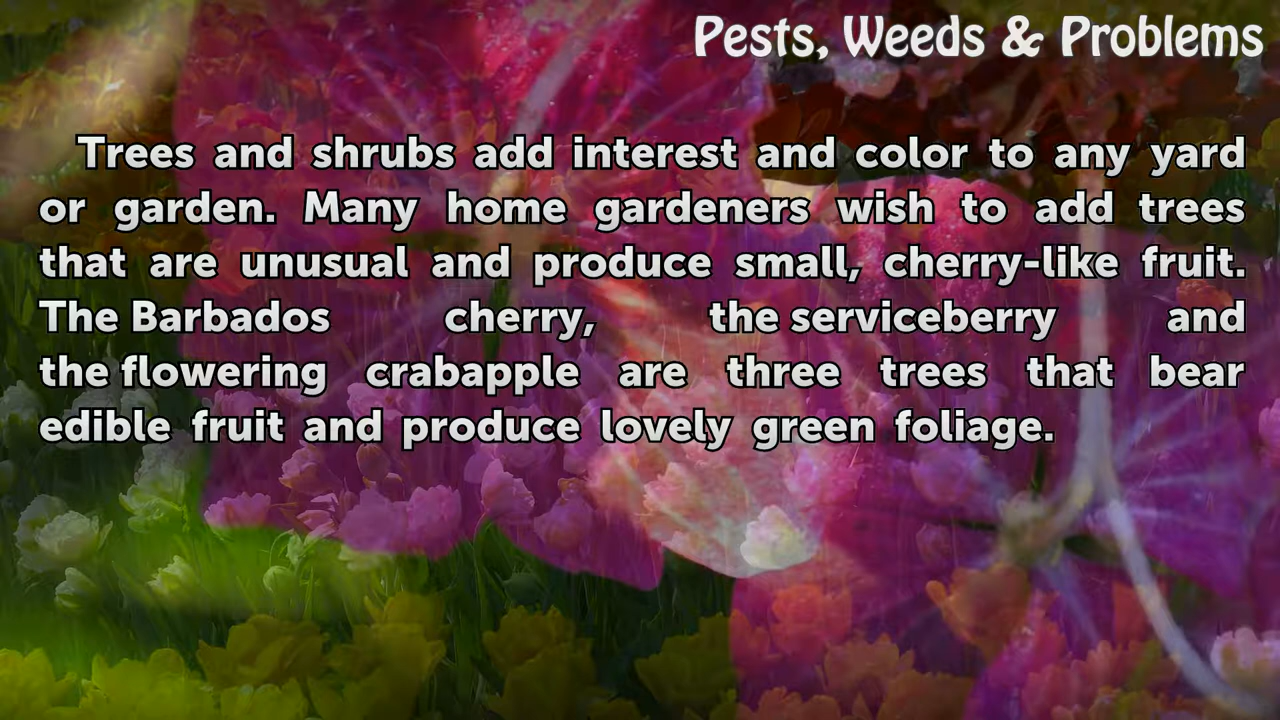 Pests, Weeds & Problems
Trees and shrubs add interest and color to any yard
or garden. Many home gardeners wish to add trees
that are unusual and produce small, cherry-like fruit.
The Barbados cherry, the serviceberry and
the flowering crabapple are three trees that bear
edible fruit and produce lovely green foliage.